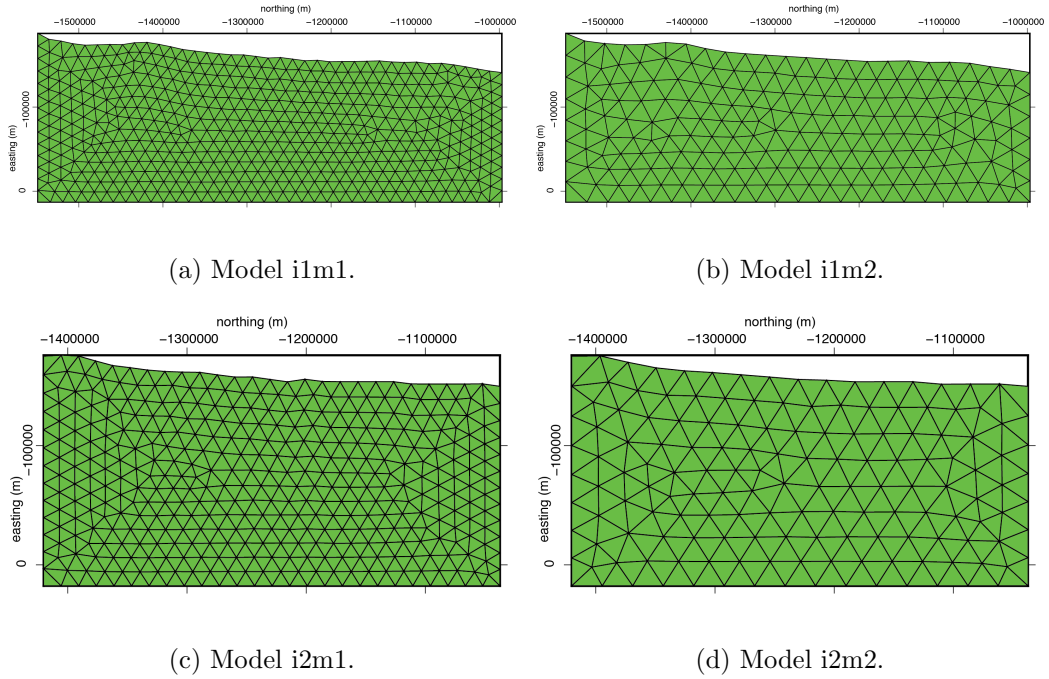 northing (m)
−1500000 −1400000 −1300000 −1200000 −1100000 −1000000
easting (m)
−100000
0
(a) Model i1m1.
northing (m)
−1500000 −1400000 −1300000 −1200000 −1100000 −1000000
easting (m)
−100000
0
(b) Model i1m2.
northing (m)
−1400000 −1300000 −1200000 −1100000
easting (m)
−100000
0
(c) Model i2m1.
northing (m)
−1400000 −1300000 −1200000 −1100000
easting (m)
−100000
0
(d) Model i2m2.